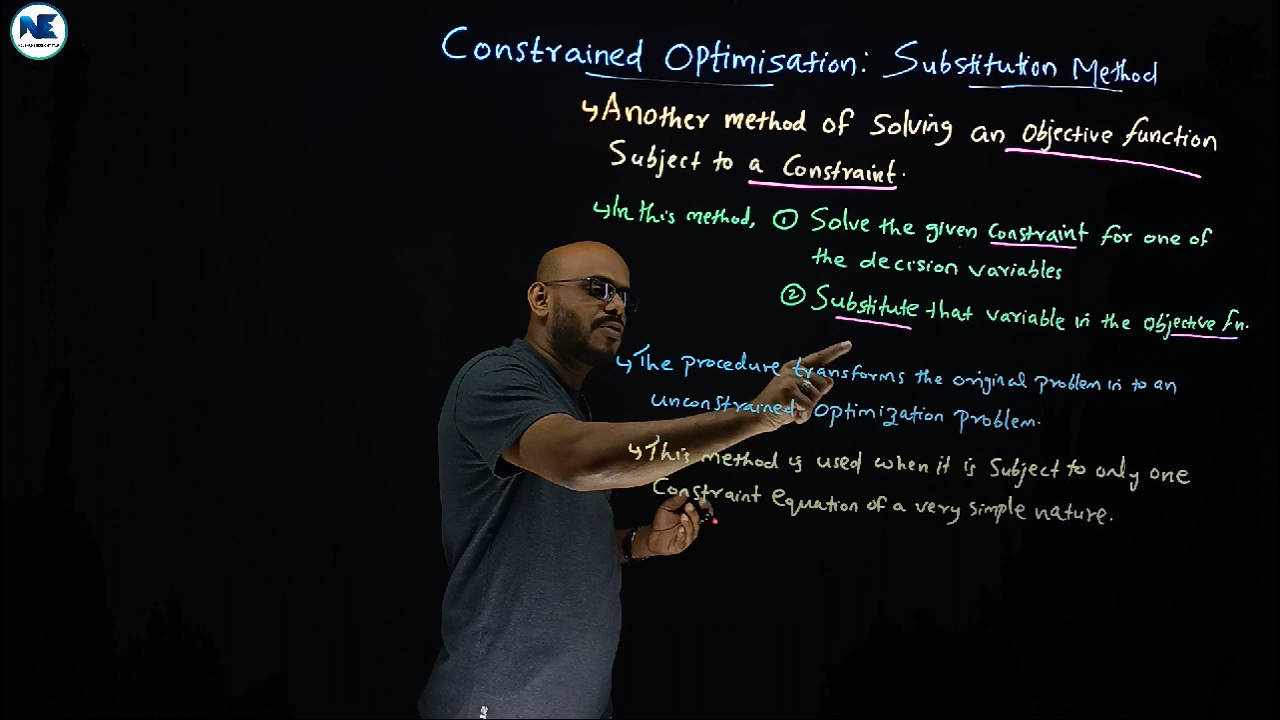 NE
Constrained Optimisation: Substitution Method
↳Another method of Solving an Objective function
Subject to a Constraint.
↳In this method, ① Solve the given Constraint for one of
the decision variables
② Substitute that variable in the Objective fn.
↳The procedure transforms the original problem in to an
unconstrained optimization problem.
↳This method is used when it is Subject to only one
Constraint equation of a very simple nature.